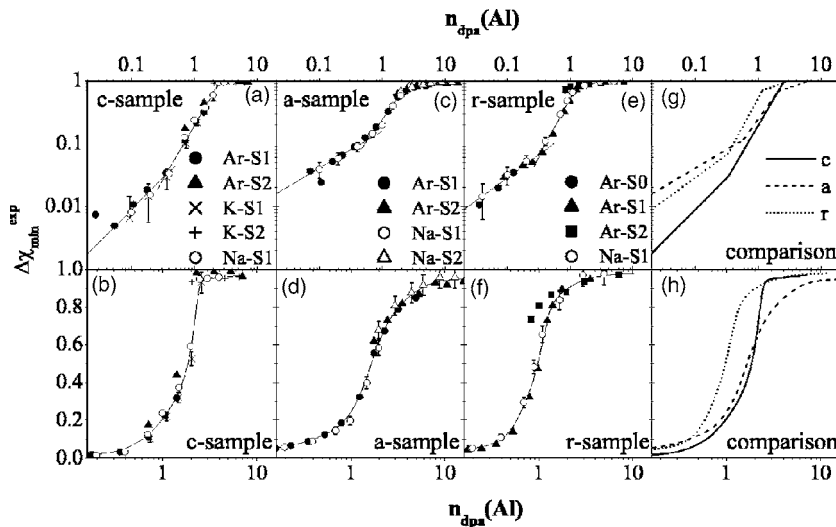 n_dpa(Al)
0.1 1 10 0.1 1 10 0.1 1 10 0.1 1 10
1
0.1
0.01
1.0
0.8
0.6
0.4
0.2
0.0
Δχ_min^exp
c-sample (a)
Ar-S1
Ar-S2
K-S1
K-S2
Na-S1
a-sample (c)
Ar-S1
Ar-S2
Na-S1
Na-S2
r-sample (e)
Ar-S0
Ar-S1
Ar-S2
Na-S1
(g)
c
a
r
comparison
(b)
c-sample
(d)
a-sample
(f)
r-sample
(h)
comparison
1 10 1 10 1 10 1 10
n_dpa(Al)